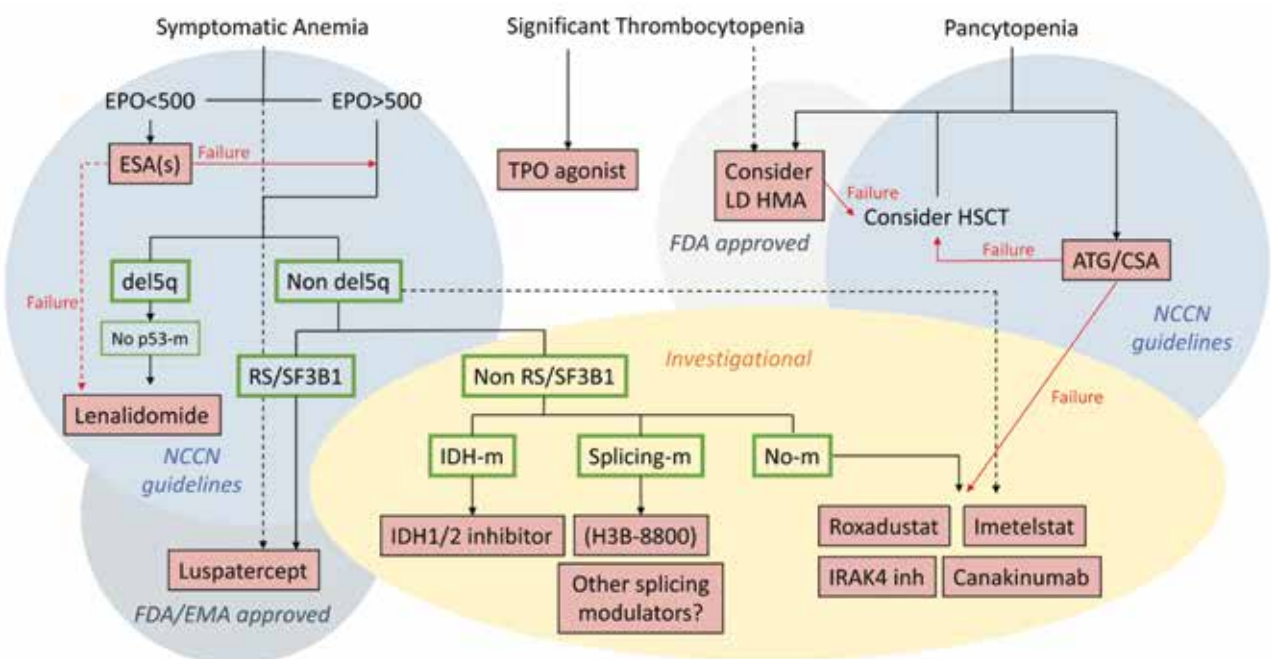 Symptomatic Anemia
Significant Thrombocytopenia
Pancytopenia
EPO<500
EPO>500
ESA(s)
Failure
TPO agonist
Consider
LD HMA
Failure
Consider HSCT
FDA approved
Failure
ATG/CSA
del5q
Non del5q
Failure
No p53-m
NCCN
guidelines
RS/SF3B1
Non RS/SF3B1
Investigational
Failure
Lenalidomide
NCCN
guidelines
IDH-m
Splicing-m
No-m
IDH1/2 inhibitor
(H3B-8800)
Roxadustat
Imetelstat
Luspatercept
Other splicing
modulators?
IRAK4 inh
Canakinumab
FDA/EMA approved